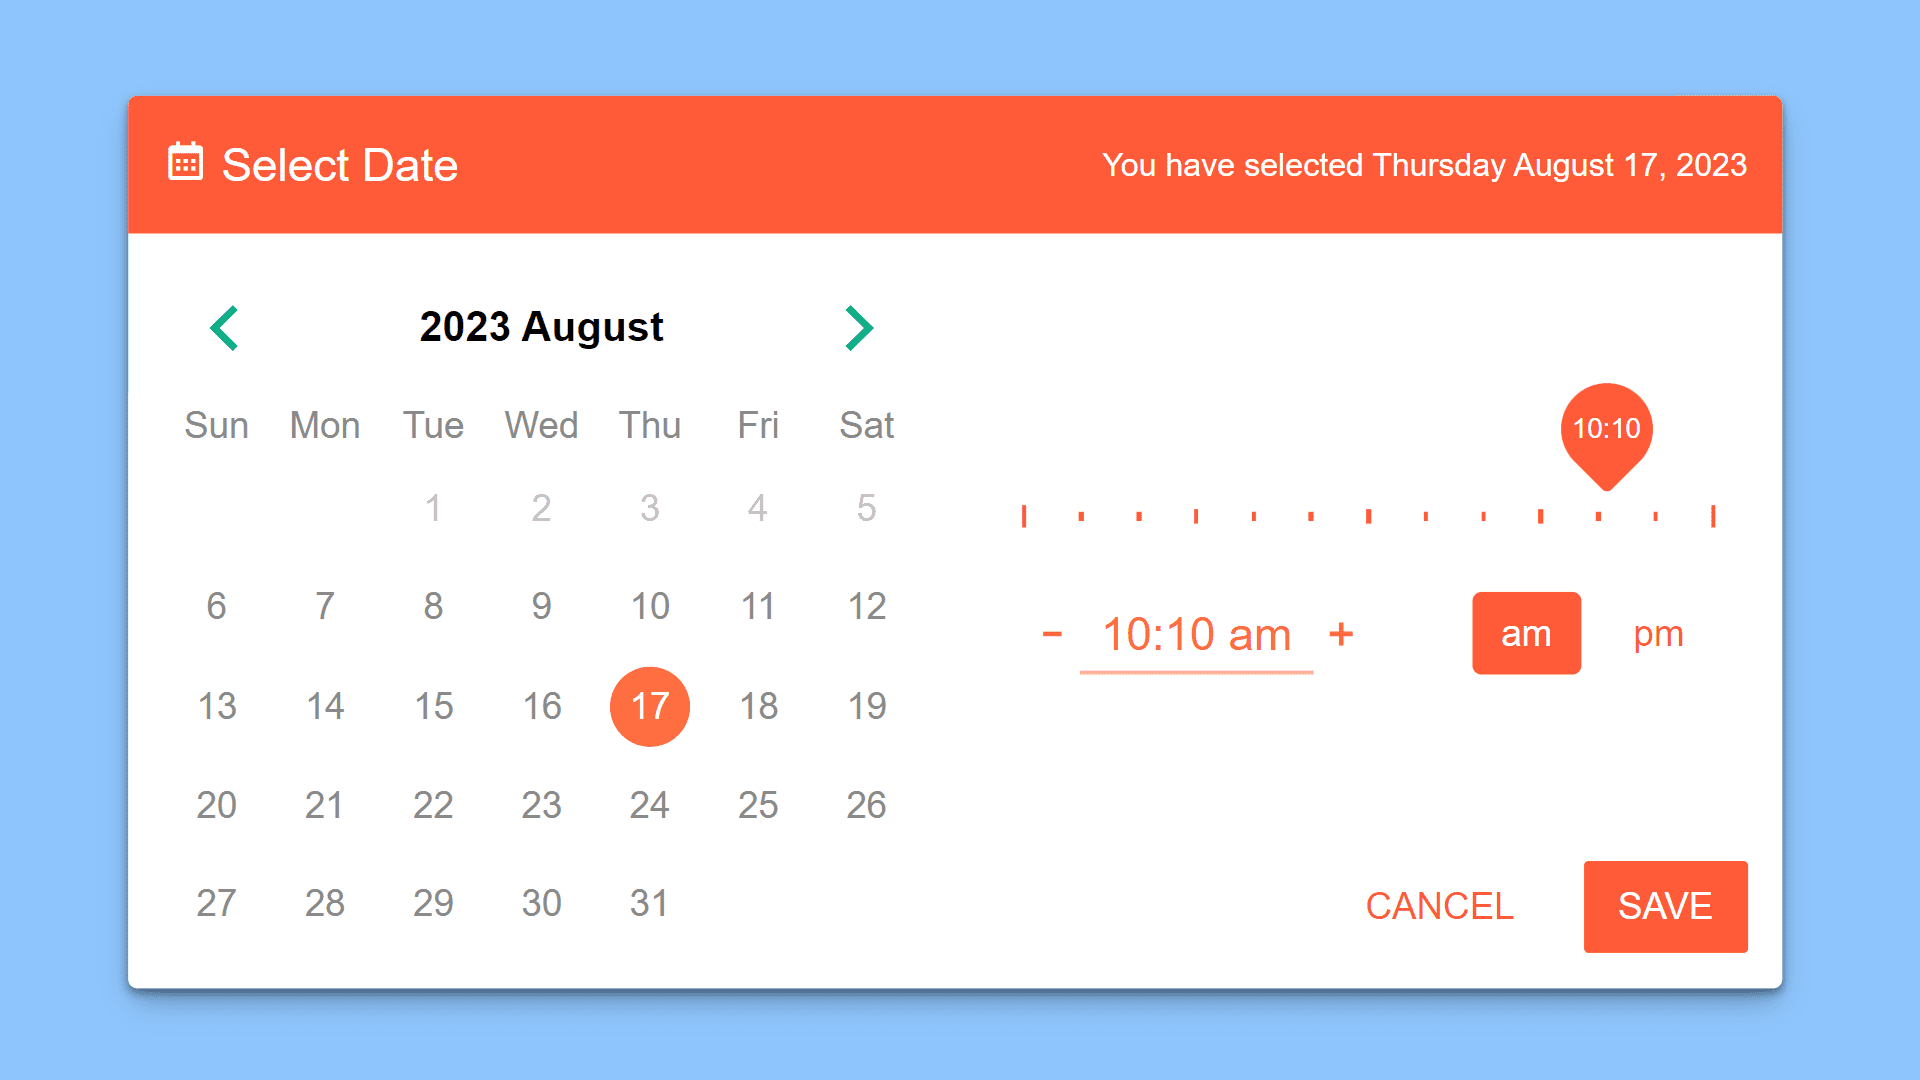 Select Date
You have selected Thursday August 17, 2023
2023 August
Sun Mon Tue Wed Thu Fri Sat
1 2 3 4 5
6 7 8 9 10 11 12
13 14 15 16 17 18 19
20 21 22 23 24 25 26
27 28 29 30 31
10:10
- 10:10 am +
am pm
CANCEL SAVE